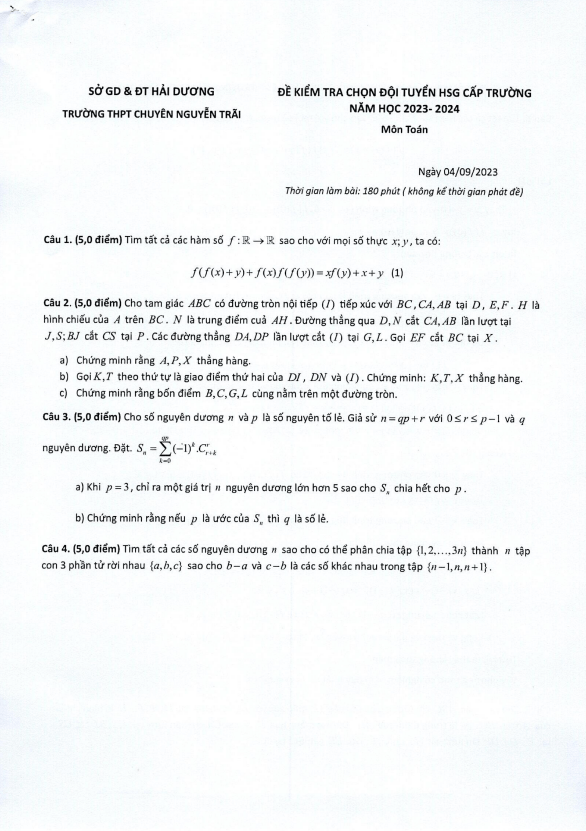 SỞ GD & ĐT HẢI DƯƠNG
TRƯỜNG THPT CHUYÊN NGUYỄN TRÃI
ĐỀ KIỂM TRA CHỌN ĐỘI TUYỂN HSG CẤP TRƯỜNG
NĂM HỌC 2023- 2024
Môn Toán
Ngày 04/09/2023
Thời gian làm bài: 180 phút ( không kể thời gian phát đề)
Câu 1. (5,0 điểm) Tìm tất cả các hàm số f : ℝ → ℝ sao cho với mọi số thực x; y, ta có:
f(f(x)+y)+f(x)f(f(y))=xf(y)+x+y (1)
Câu 2. (5,0 điểm) Cho tam giác ABC có đường tròn nội tiếp (I) tiếp xúc với BC,CA,AB tại D, E,F. H là
hình chiếu của A trên BC. N là trung điểm cuả AH. Đường thẳng qua D,N cắt CA,AB lần lượt tại
J,S;BJ cắt CS tại P. Các đường thẳng DA,DP lần lượt cắt (I) tại G,L. Gọi EF cắt BC tại X.
a) Chứng minh rằng A,P,X thẳng hàng.
b) Gọi K,T theo thứ tự là giao điểm thứ hai của DI, DN và (I). Chứng minh: K,T,X thẳng hàng.
c) Chứng minh rằng bốn điểm B,C,G,L cùng nằm trên một đường tròn.
Câu 3. (5,0 điểm) Cho số nguyên dương n và p là số nguyên tố lẻ. Giả sử n=qp+r với 0≤r≤p−1 và q
nguyên dương. Đặt. S_n = \sum_{k=0}^{qp} (-1)^k .C_{r+k}^r
a) Khi p=3, chỉ ra một giá trị n nguyên dương lớn hơn 5 sao cho S_n chia hết cho p.
b) Chứng minh rằng nếu p là ước của S_n thì q là số lẻ.
Câu 4. (5,0 điểm) Tìm tất cả các số nguyên dương n sao cho có thể phân chia tập {1,2,...,3n} thành n tập
con 3 phần tử rời nhau {a,b,c} sao cho b−a và c−b là các số khác nhau trong tập {n−1,n,n+1}.